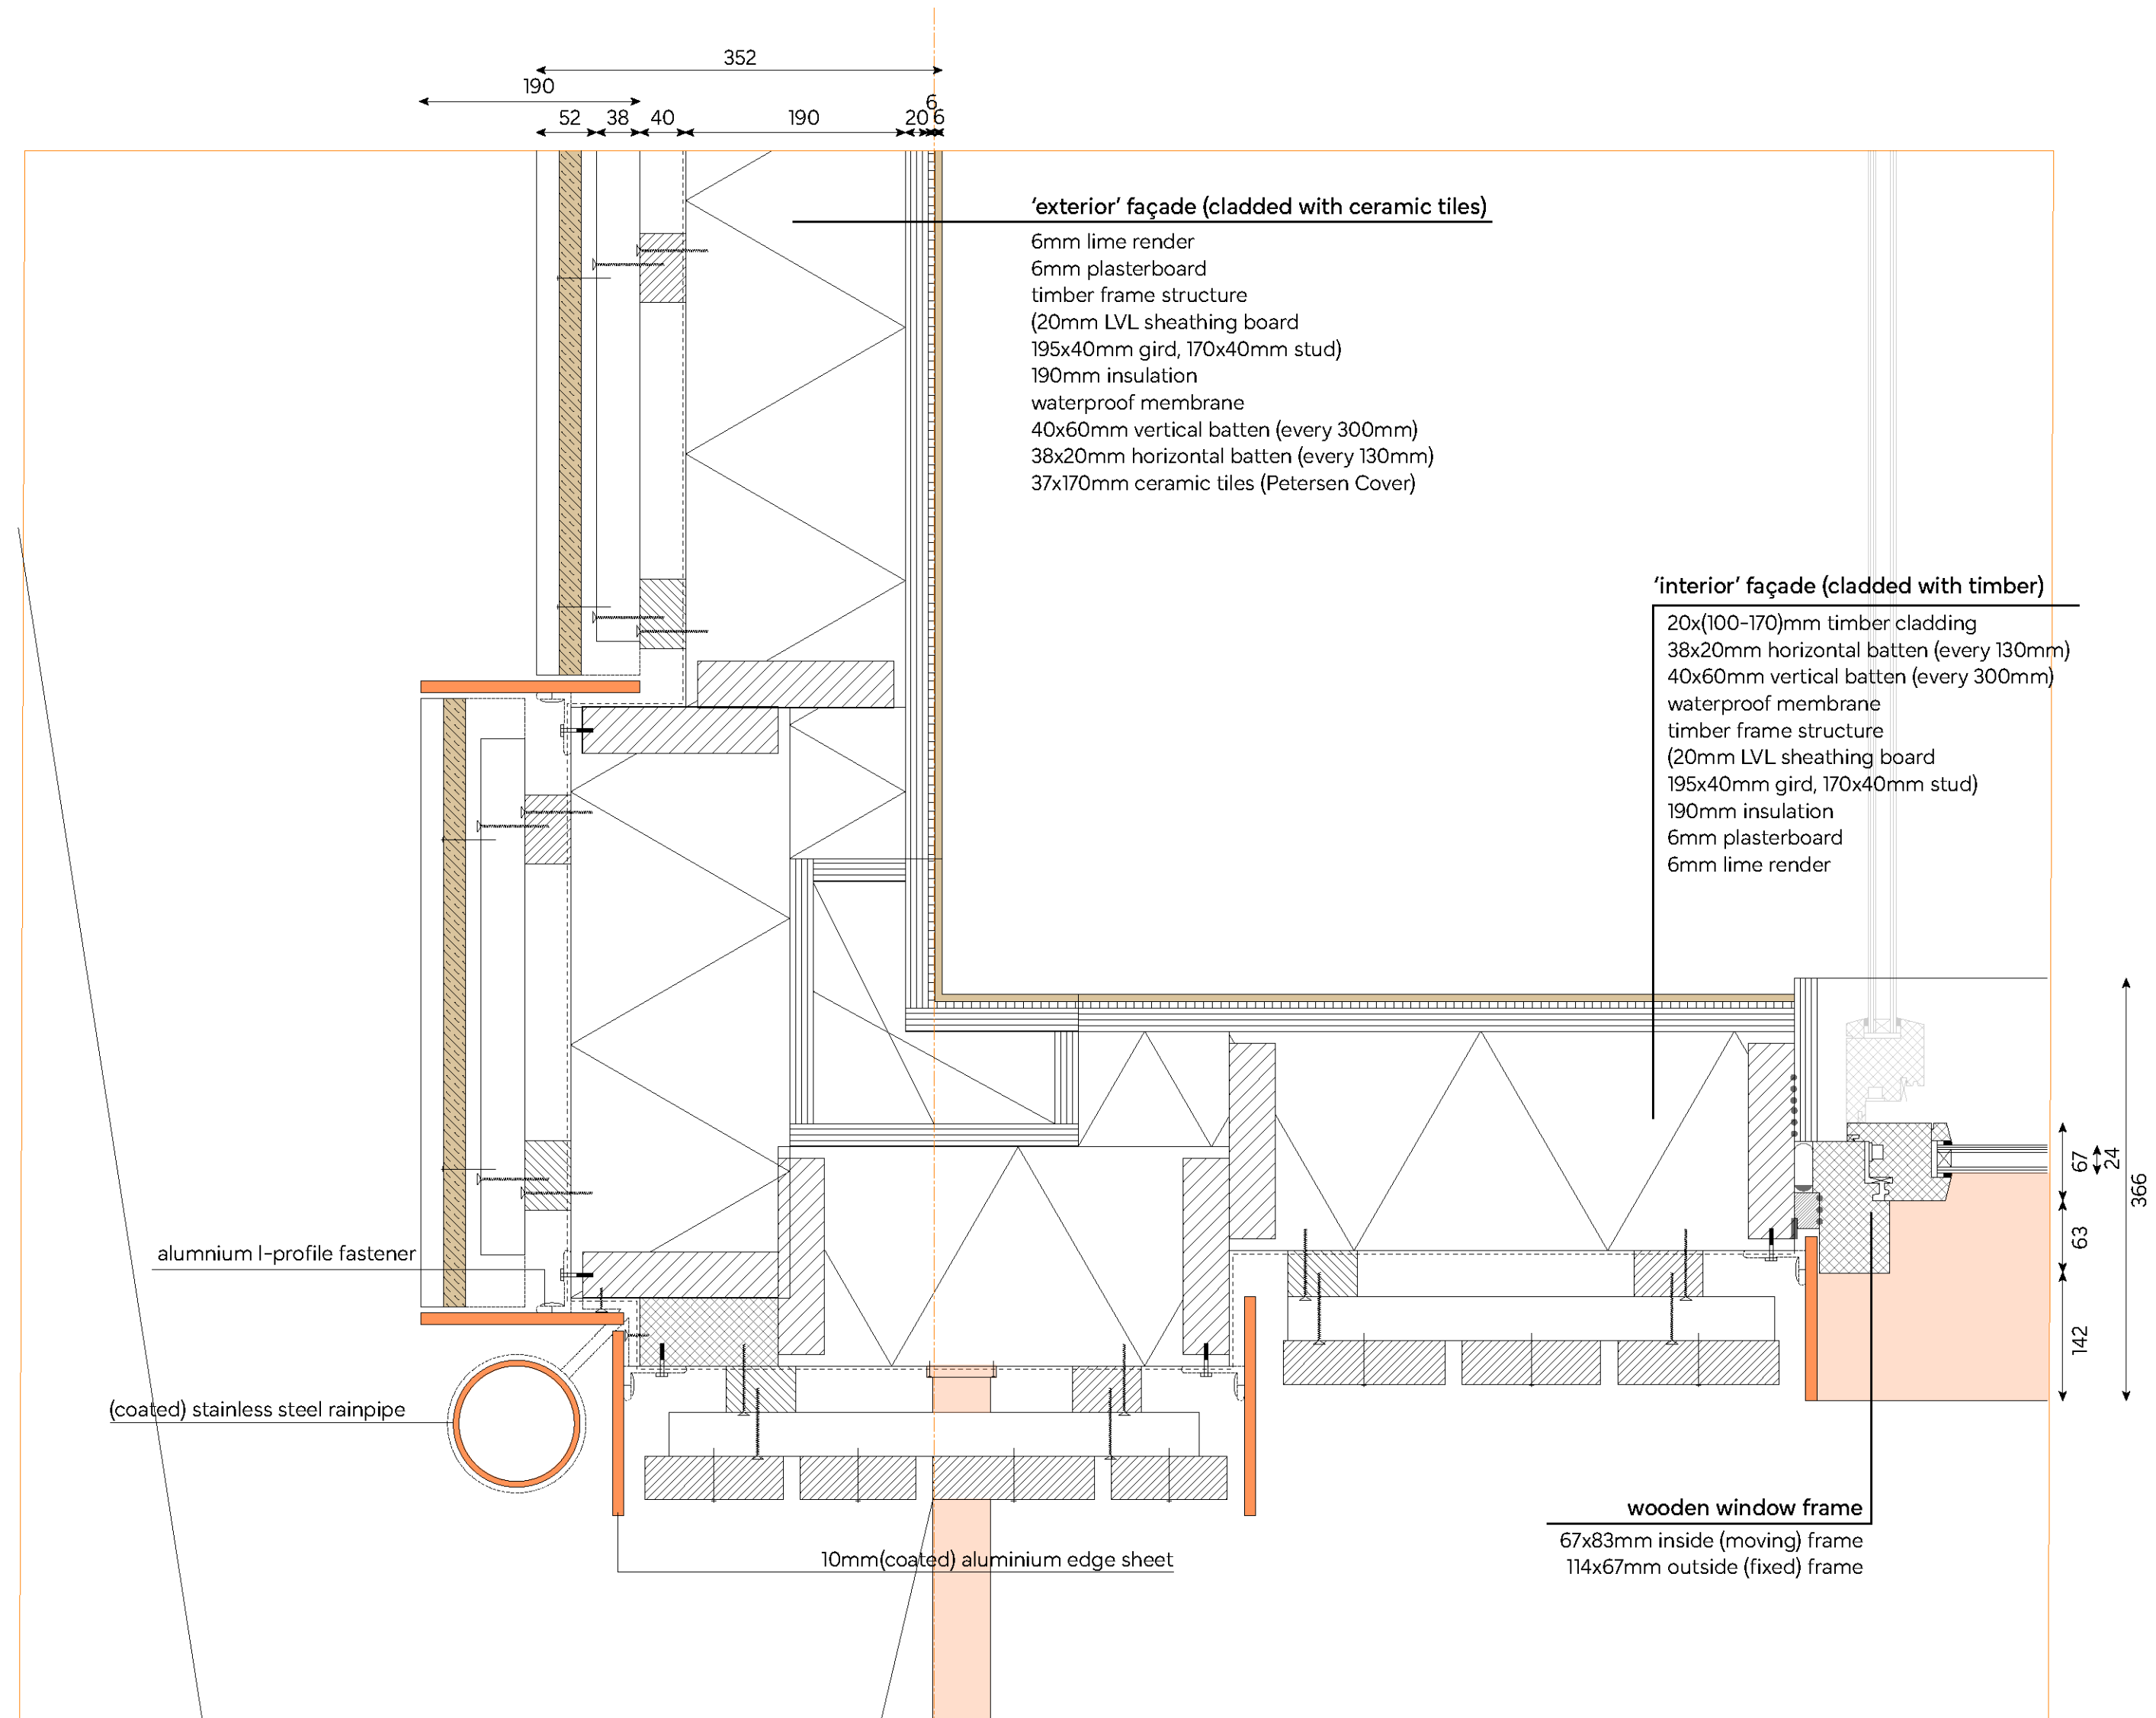 352
190
6
52 38 40 190 20 6
‘exterior’ façade (cladded with ceramic tiles)
6mm lime render
6mm plasterboard
timber frame structure
(20mm LVL sheathing board
195x40mm gird, 170x40mm stud)
190mm insulation
waterproof membrane
40x60mm vertical batten (every 300mm)
38x20mm horizontal batten (every 130mm)
37x170mm ceramic tiles (Petersen Cover)
‘interior’ façade (cladded with timber)
20x(100-170)mm timber cladding
38x20mm horizontal batten (every 130mm)
40x60mm vertical batten (every 300mm)
waterproof membrane
timber frame structure
(20mm LVL sheathing board
195x40mm gird, 170x40mm stud)
190mm insulation
6mm plasterboard
6mm lime render
67
24
366
63
142
alumnium l-profile fastener
(coated) stainless steel rainpipe
10mm(coated) aluminium edge sheet
wooden window frame
67x83mm inside (moving) frame
114x67mm outside (fixed) frame